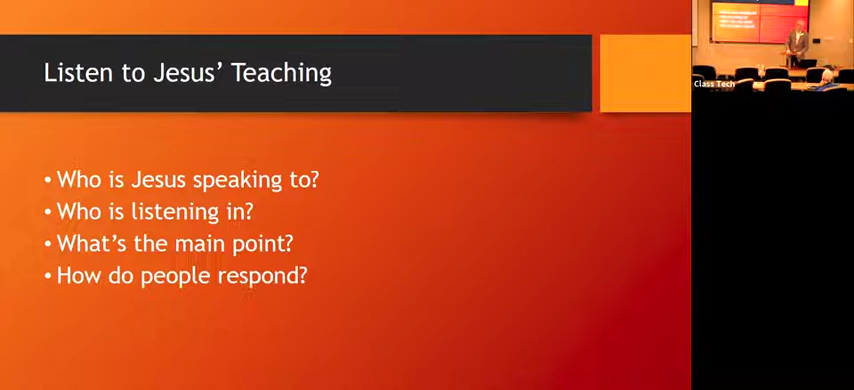 Listen to Jesus’ Teaching
• Who is Jesus speaking to?
• Who is listening in?
• What’s the main point?
• How do people respond?
Class Tech